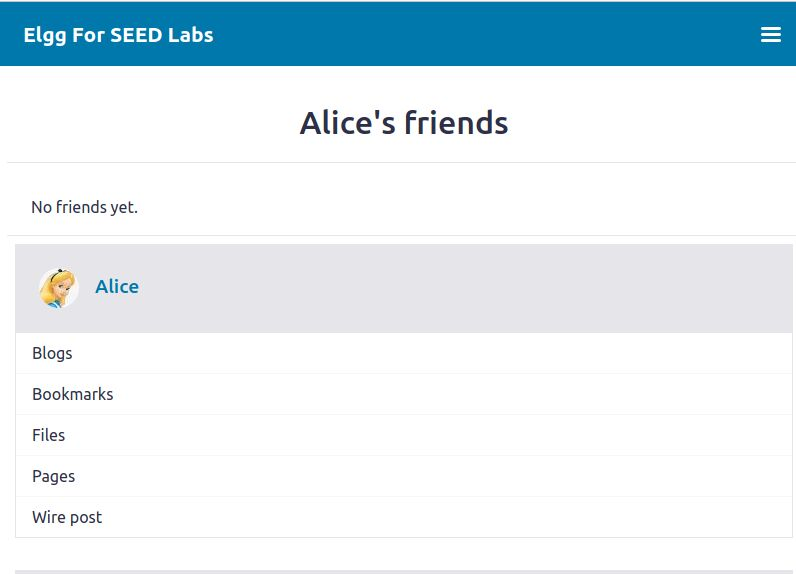 Elgg For SEED Labs
Alice's friends
No friends yet.
Alice
Blogs
Bookmarks
Files
Pages
Wire post